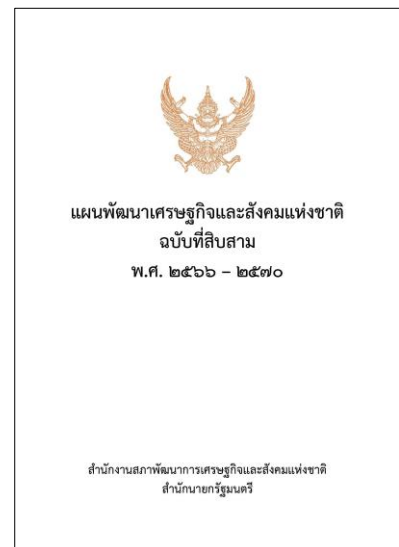 แผนพัฒนาเศรษฐกิจและสังคมแห่งชาติ
ฉบับที่สิบสาม
พ.ศ. ๒๕๖๖ – ๒๕๗๐
สำนักงานสภาพัฒนาการเศรษฐกิจและสังคมแห่งชาติ
สำนักนายกรัฐมนตรี